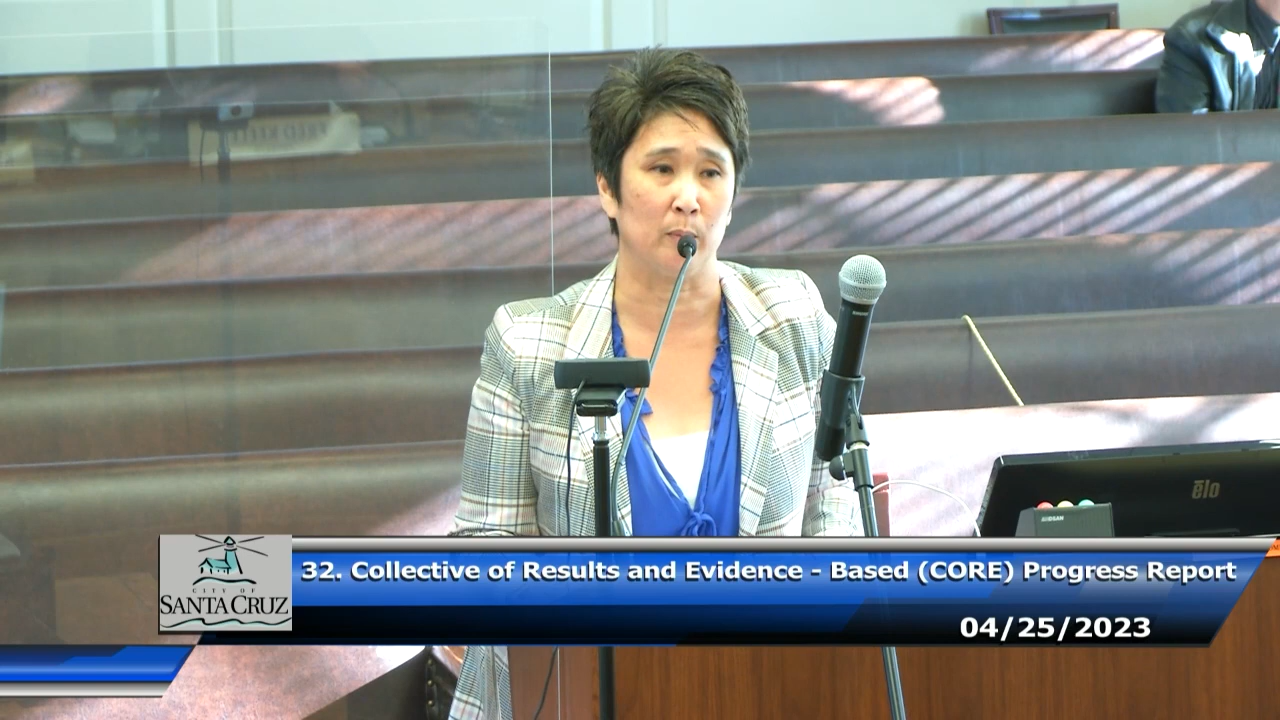 32. Collective of Results and Evidence - Based (CORE) Progress Report
CITY OF
SANTA CRUZ
04/25/2023
elo